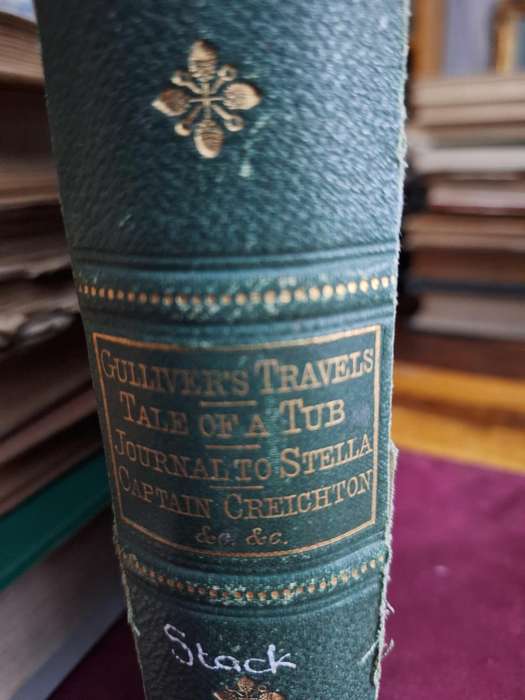 GULLIVER'S TRAVELS
TALE OF A TUB
JOURNAL TO STELLA
CAPTAIN CREICHTON
&c. &c.
Stack